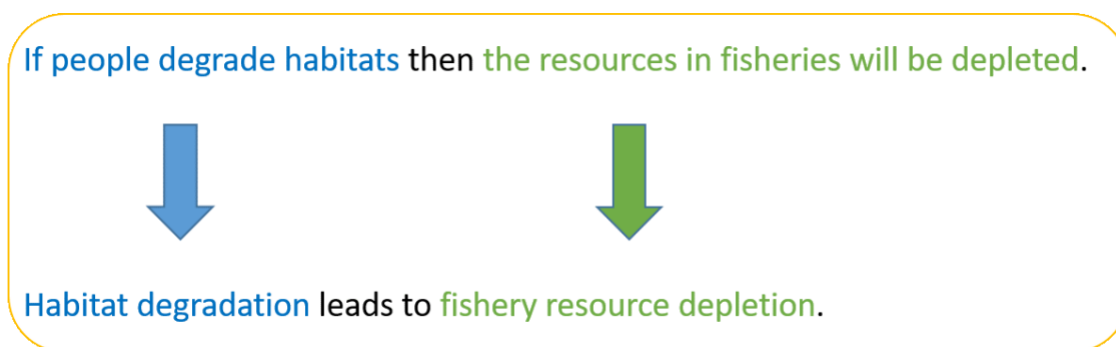 If people degrade habitats then the resources in fisheries will be depleted.
Habitat degradation leads to fishery resource depletion.